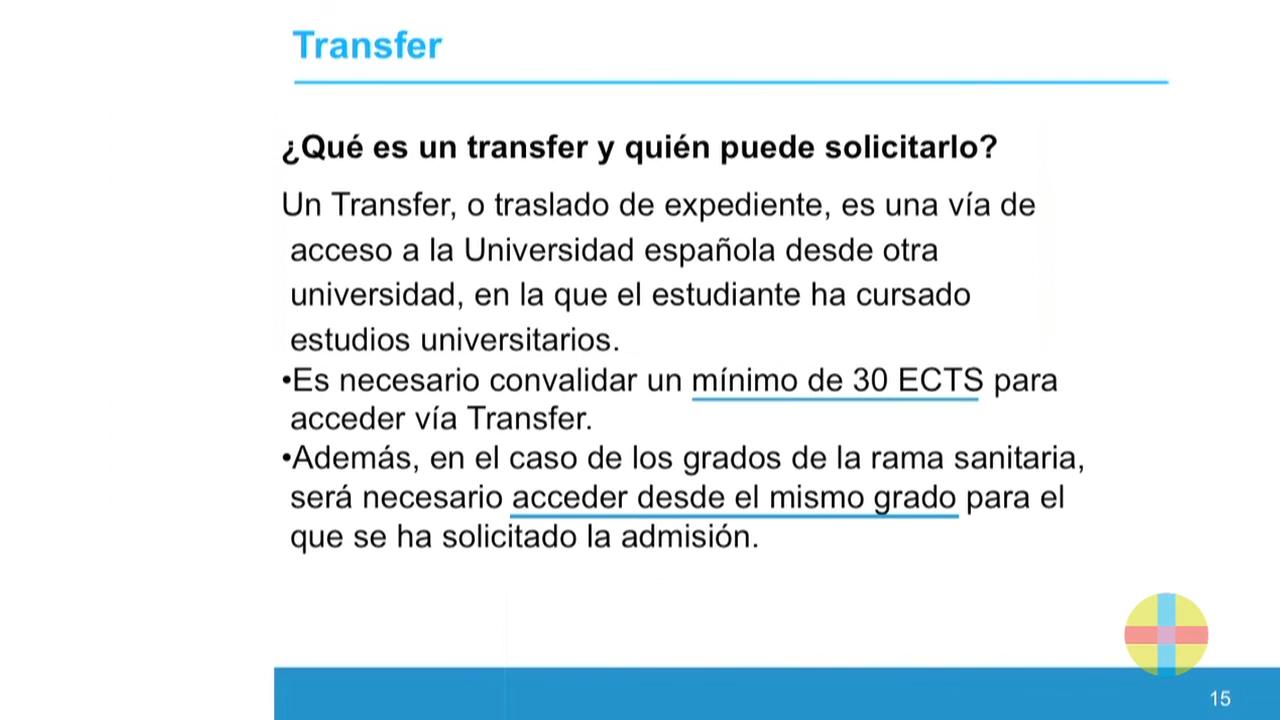 Transfer
¿Qué es un transfer y quién puede solicitarlo?
Un Transfer, o traslado de expediente, es una vía de
acceso a la Universidad española desde otra
universidad, en la que el estudiante ha cursado
estudios universitarios.
•Es necesario convalidar un mínimo de 30 ECTS para
acceder vía Transfer.
•Además, en el caso de los grados de la rama sanitaria,
será necesario acceder desde el mismo grado para el
que se ha solicitado la admisión.
15